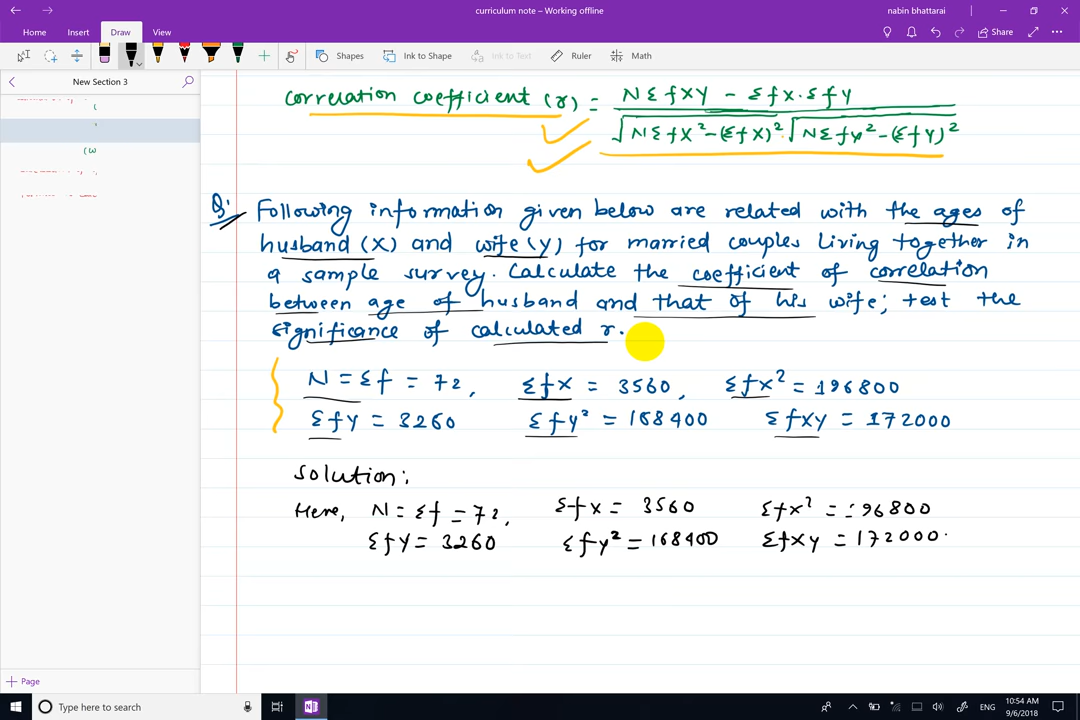 curriculum note – Working offline
nabin bhattarai
Home Insert Draw View
Share
Shapes Ink to Shape Ink to Text Ruler Math
New Section 3
Correlation coefficient (r) = NΣfXY - Σfx.Σfy / √NΣfX²-(Σfx)² . √NΣfy²-(Σfy)²
Q. Following information given below are related with the ages of
husband (X) and wife (Y) for married couples living together in
a sample survey. Calculate the coefficient of correlation
between age of husband and that of his wife; test the
significance of calculated r.
N = Σf = 72, Σfx = 3560, Σfx² = 196800
Σfy = 3260 Σfy² = 168400 Σfxy = 172000
Solution:
Here, N = Σf = 72, Σfx = 3560 Σfx² = 196800
Σfy = 3260 Σfy² = 168400 Σfxy = 172000.
Page
Type here to search
ENG
10:54 AM
9/6/2018